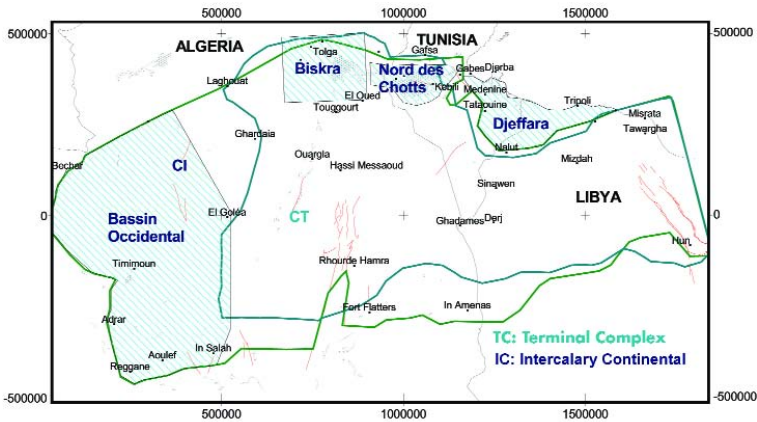 500000 1000000 1500000
500000 500000
ALGERIA TUNISIA
Gafsa
Tolga
Biskra Nord des Chotts Gabes Djerba
Laghouat Kebili Medenine
El Oued
Touggourt Tataouine Tripoli
Misrata
Djeffara Tawargha
Ghardaia
Nalut
Ouargla Mizdah
Bechar CI Hassi Messaoud
Sinawen
LIBYA
0 El Goléa CT Ghadames Derj 0
Bassin
Occidental
Hun
Timimoun Rhourde Hamra
Fort Flatters In Amenas
Adrar
TC: Terminal Complex
In Salah IC: Intercalary Continental
Aoulef
Reggane
-500000 -500000
500000 1000000 1500000